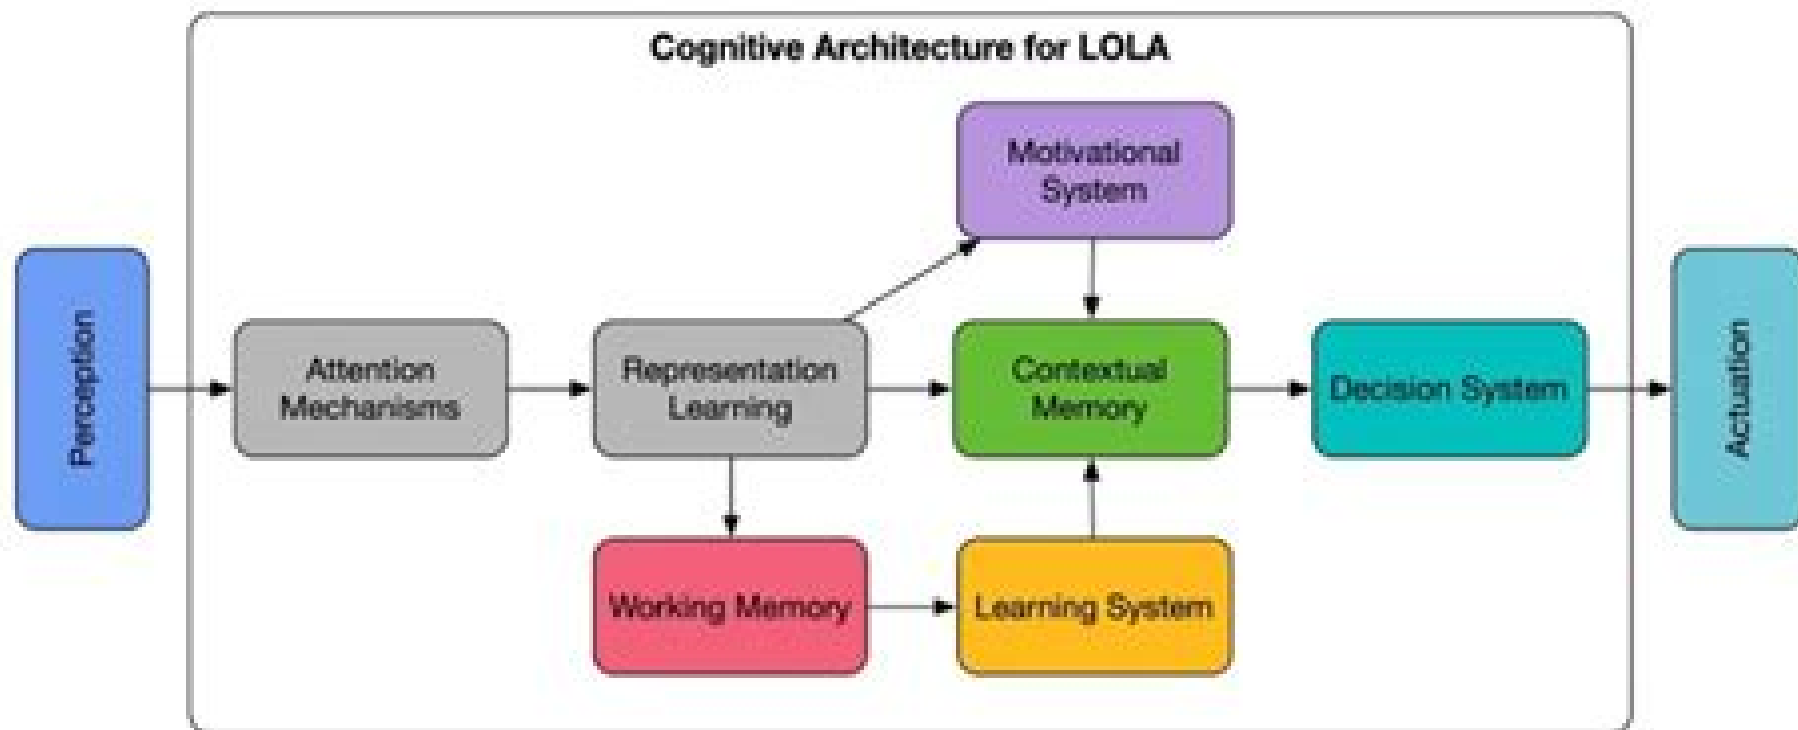 Cognitive Architecture for LOLA
Motivational
System
Perception
Attention
Mechanisms
Representation
Learning
Contextual
Memory
Decision System
Actuation
Working Memory
Learning System